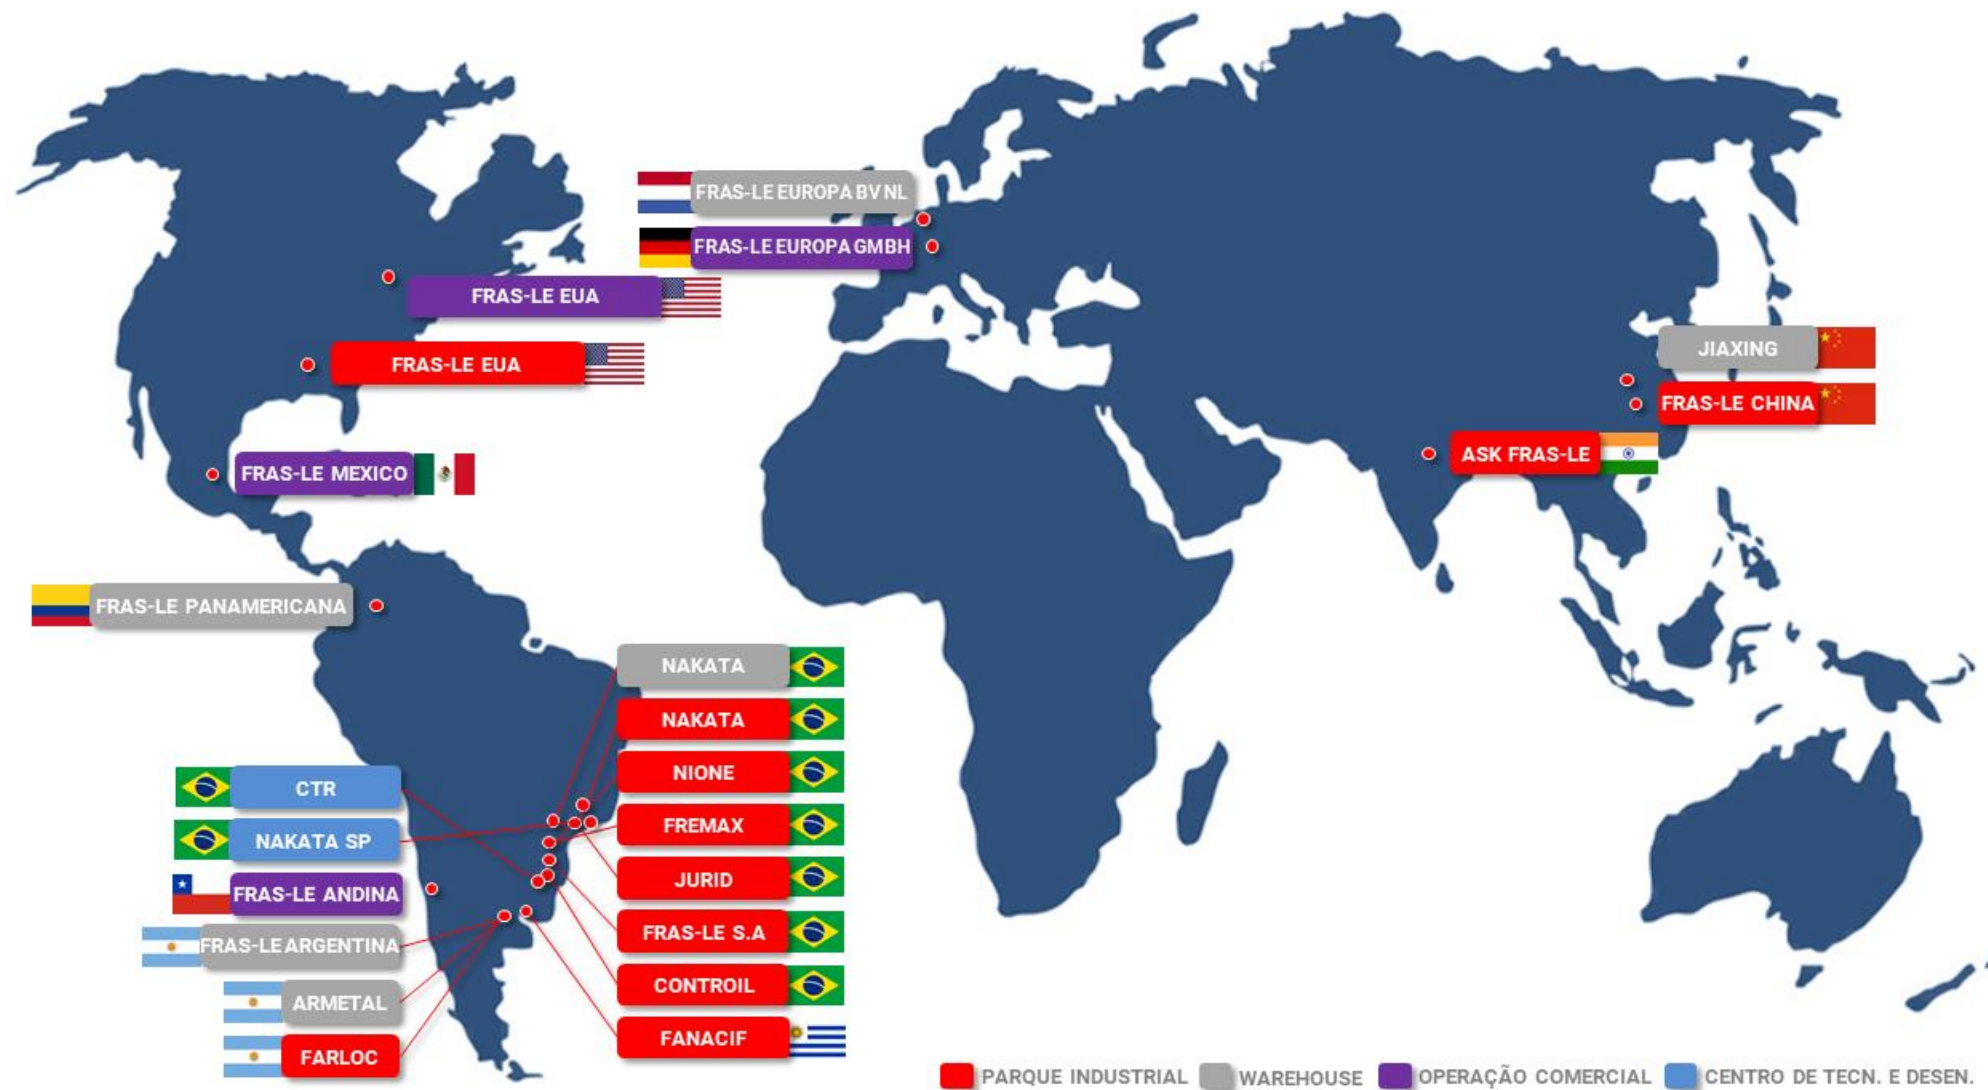 FRAS-LE EUROPA BV NL
FRAS-LE EUROPA GMBH
FRAS-LE EUA
FRAS-LE EUA
JIAXING
FRAS-LE CHINA
ASK FRAS-LE
FRAS-LE MEXICO
FRAS-LE PANAMERICANA
NAKATA
NAKATA
NIONE
FREMAX
JURID
FRAS-LE S.A
CONTROIL
FANACIF
CTR
NAKATA SP
FRAS-LE ANDINA
FRAS-LE ARGENTINA
ARMETAL
FARLOC
PARQUE INDUSTRIAL
WAREHOUSE
OPERAÇÃO COMERCIAL
CENTRO DE TECN. E DESEN.